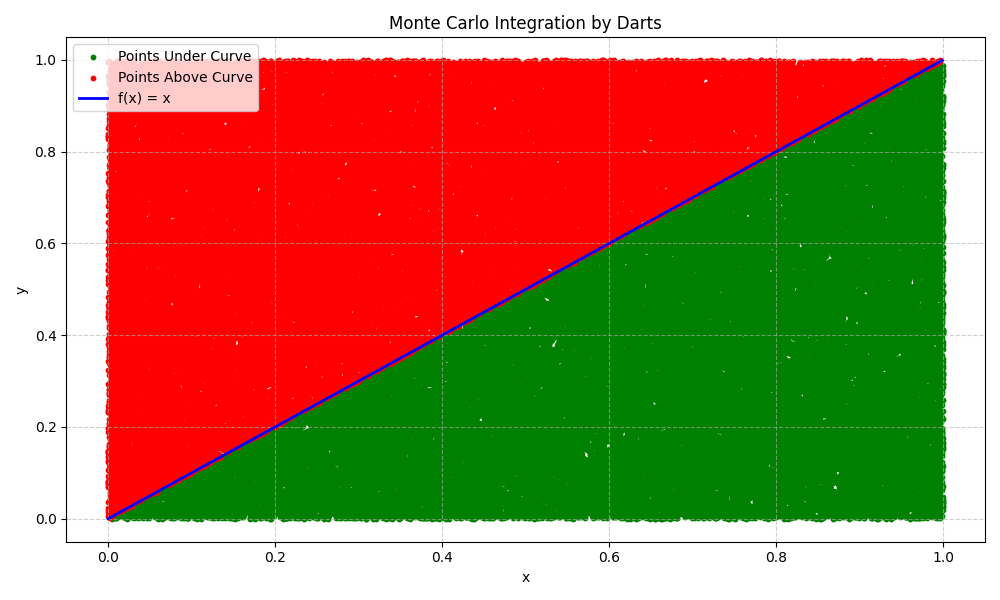 Monte Carlo Integration by Darts
Points Under Curve
Points Above Curve
f(x) = x
1.0
0.8
0.6
0.4
0.2
0.0
y
0.0 0.2 0.4 0.6 0.8 1.0
x